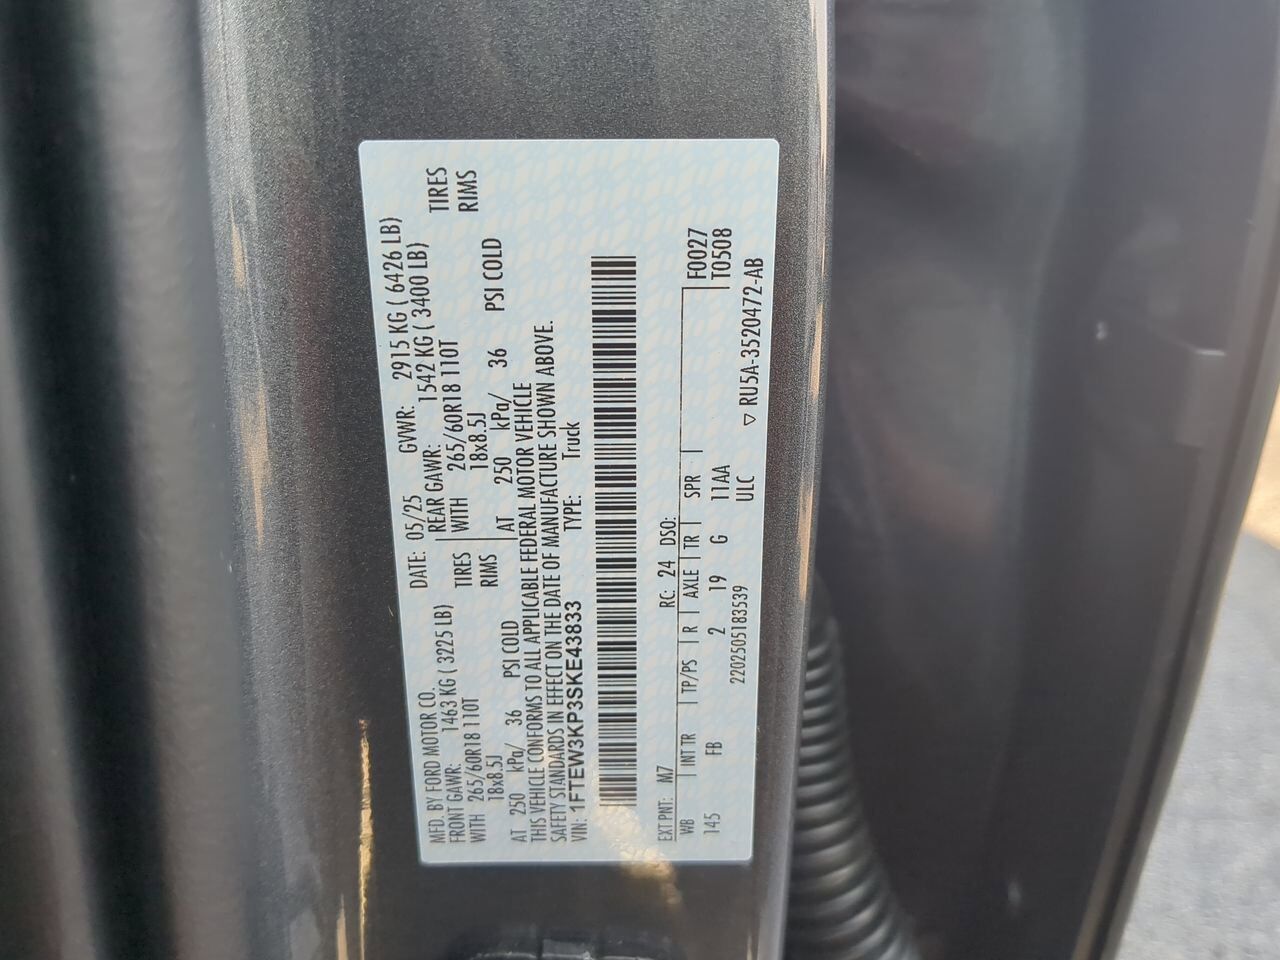 MFD. BY FORD MOTOR CO.
DATE: 05/25 GVWR: 2915 KG ( 6426 LB)
FRONT GAWR: 1463 KG ( 3225 LB) REAR GAWR: 1542 KG ( 3400 LB)
WITH 265/60R18 110T TIRES WITH 265/60R18 110T TIRES
18x8.5J RIMS 18x8.5J RIMS
AT 250 kPa/ 36 PSI COLD AT 250 kPa/ 36 PSI COLD
THIS VEHICLE CONFORMS TO ALL APPLICABLE FEDERAL MOTOR VEHICLE
SAFETY STANDARDS IN EFFECT ON THE DATE OF MANUFACTURE SHOWN ABOVE.
VIN: 1FTEW3KP3SKE43833 TYPE: Truck
EXT PNT: M7 RC: 24 DSO:
WB INT TR TP/PS R AXLE TR SPR F0027
145 FB 2 19 G 11AA T0508
2202505183539 ULC ▽ RU5A-3520472-AB